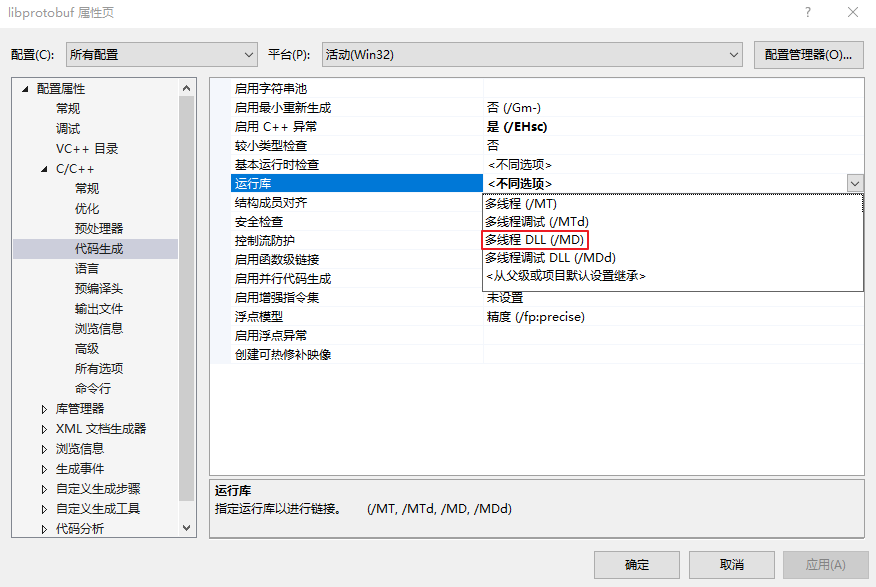 libprotobuf 属性页
?
配置(C):
所有配置
平台(P):
活动(Win32)
配置管理器(O)...
配置属性
常规
调试
VC++ 目录
C/C++
常规
优化
预处理器
代码生成
语言
预编译头
输出文件
浏览信息
高级
所有选项
命令行
库管理器
XML 文档生成器
浏览信息
生成事件
自定义生成步骤
自定义生成工具
代码分析
启用字符串池
启用最小重新生成 否 (/Gm-)
启用 C++ 异常 是 (/EHsc)
较小类型检查 否
基本运行时检查 <不同选项>
运行库 <不同选项>
结构成员对齐
安全检查
控制流防护
启用函数级链接
启用并行代码生成
启用增强指令集 未设置
浮点模型 精度 (/fp:precise)
启用浮点异常
创建可热修补映像
多线程 (/MT)
多线程调试 (/MTd)
多线程 DLL (/MD)
多线程调试 DLL (/MDd)
<从父级或项目默认设置继承>
运行库
指定运行库以进行链接。 (/MT, /MTd, /MD, /MDd)
确定
取消
应用(A)